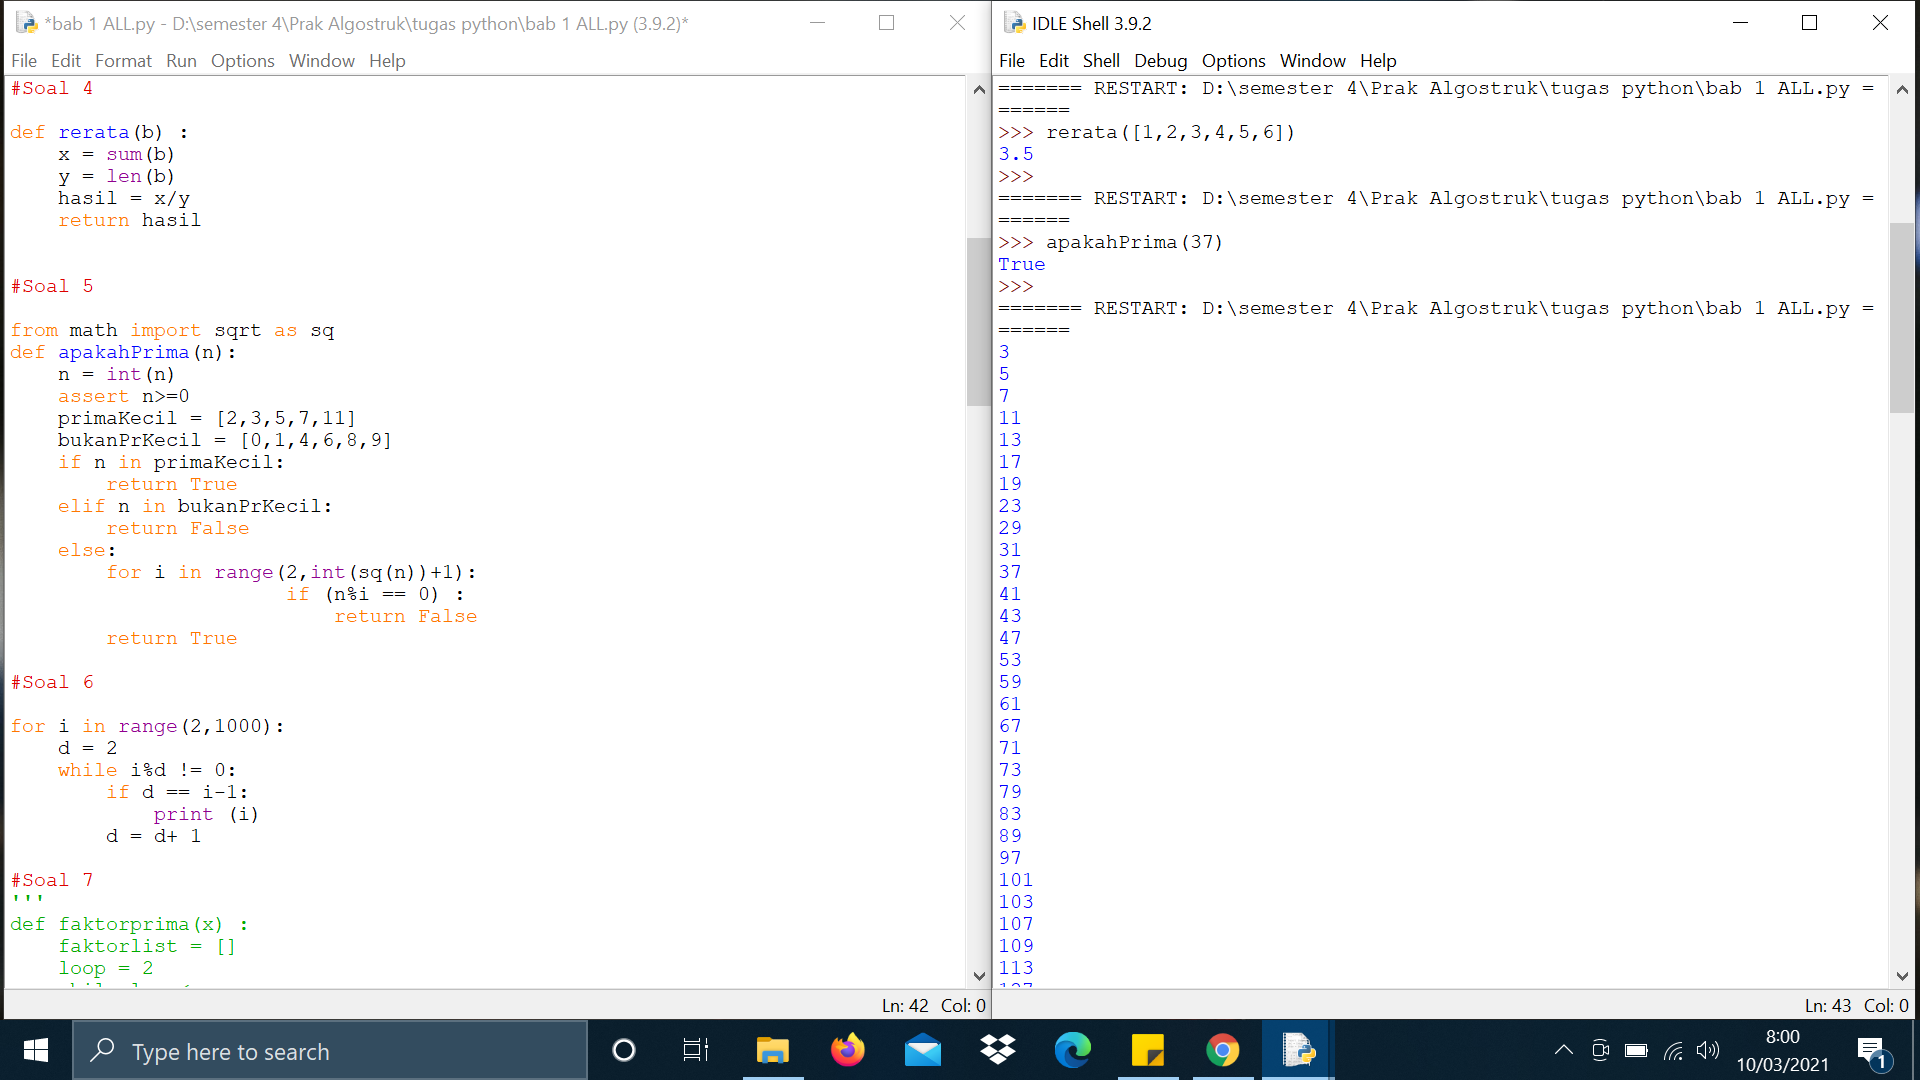 *bab 1 ALL.py - D:\semester 4\Prak Algostruk\tugas python\bab 1 ALL.py (3.9.2)*
File Edit Format Run Options Window Help
#Soal 4
def rerata(b) :
    x = sum(b)
    y = len(b)
    hasil = x/y
    return hasil
#Soal 5
from math import sqrt as sq
def apakahPrima(n):
    n = int(n)
    assert n>=0
    primaKecil = [2,3,5,7,11]
    bukanPrKecil = [0,1,4,6,8,9]
    if n in primaKecil:
        return True
    elif n in bukanPrKecil:
        return False
    else:
        for i in range(2,int(sq(n))+1):
                       if (n%i == 0) :
                           return False
        return True
#Soal 6
for i in range(2,1000):
    d = 2
    while i%d != 0:
        if d == i-1:
            print (i)
        d = d+ 1
#Soal 7
'''
def faktorprima(x) :
    faktorlist = []
    loop = 2
Ln: 42 Col: 0
IDLE Shell 3.9.2
File Edit Shell Debug Options Window Help
======= RESTART: D:\semester 4\Prak Algostruk\tugas python\bab 1 ALL.py =
======
>>> rerata([1,2,3,4,5,6])
3.5
>>>
======= RESTART: D:\semester 4\Prak Algostruk\tugas python\bab 1 ALL.py =
======
>>> apakahPrima(37)
True
>>>
======= RESTART: D:\semester 4\Prak Algostruk\tugas python\bab 1 ALL.py =
======
3
5
7
11
13
17
19
23
29
31
37
41
43
47
53
59
61
67
71
73
79
83
89
97
101
103
107
109
113
Ln: 43 Col: 0
Type here to search
8:00
10/03/2021
1